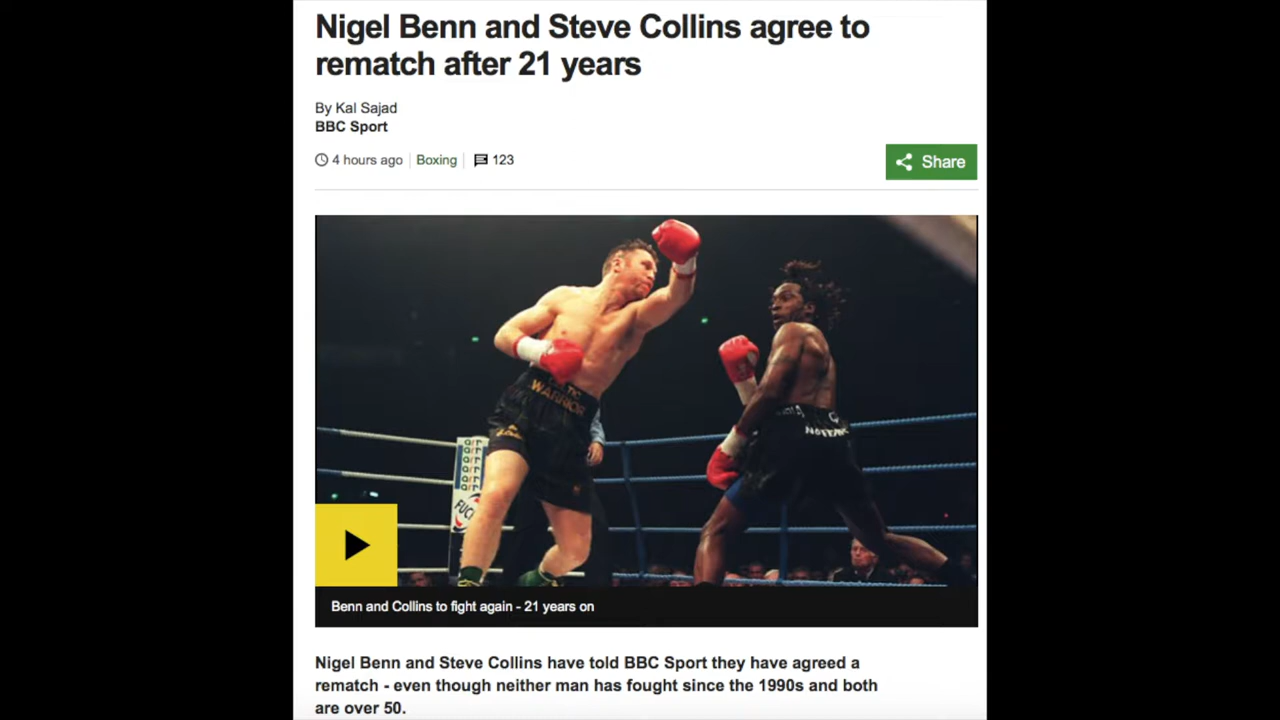 Nigel Benn and Steve Collins agree to
rematch after 21 years
By Kal Sajad
BBC Sport
4 hours ago Boxing 123
Share
CELTIC
WARRIOR
Benn and Collins to fight again - 21 years on
Nigel Benn and Steve Collins have told BBC Sport they have agreed a
rematch - even though neither man has fought since the 1990s and both
are over 50.